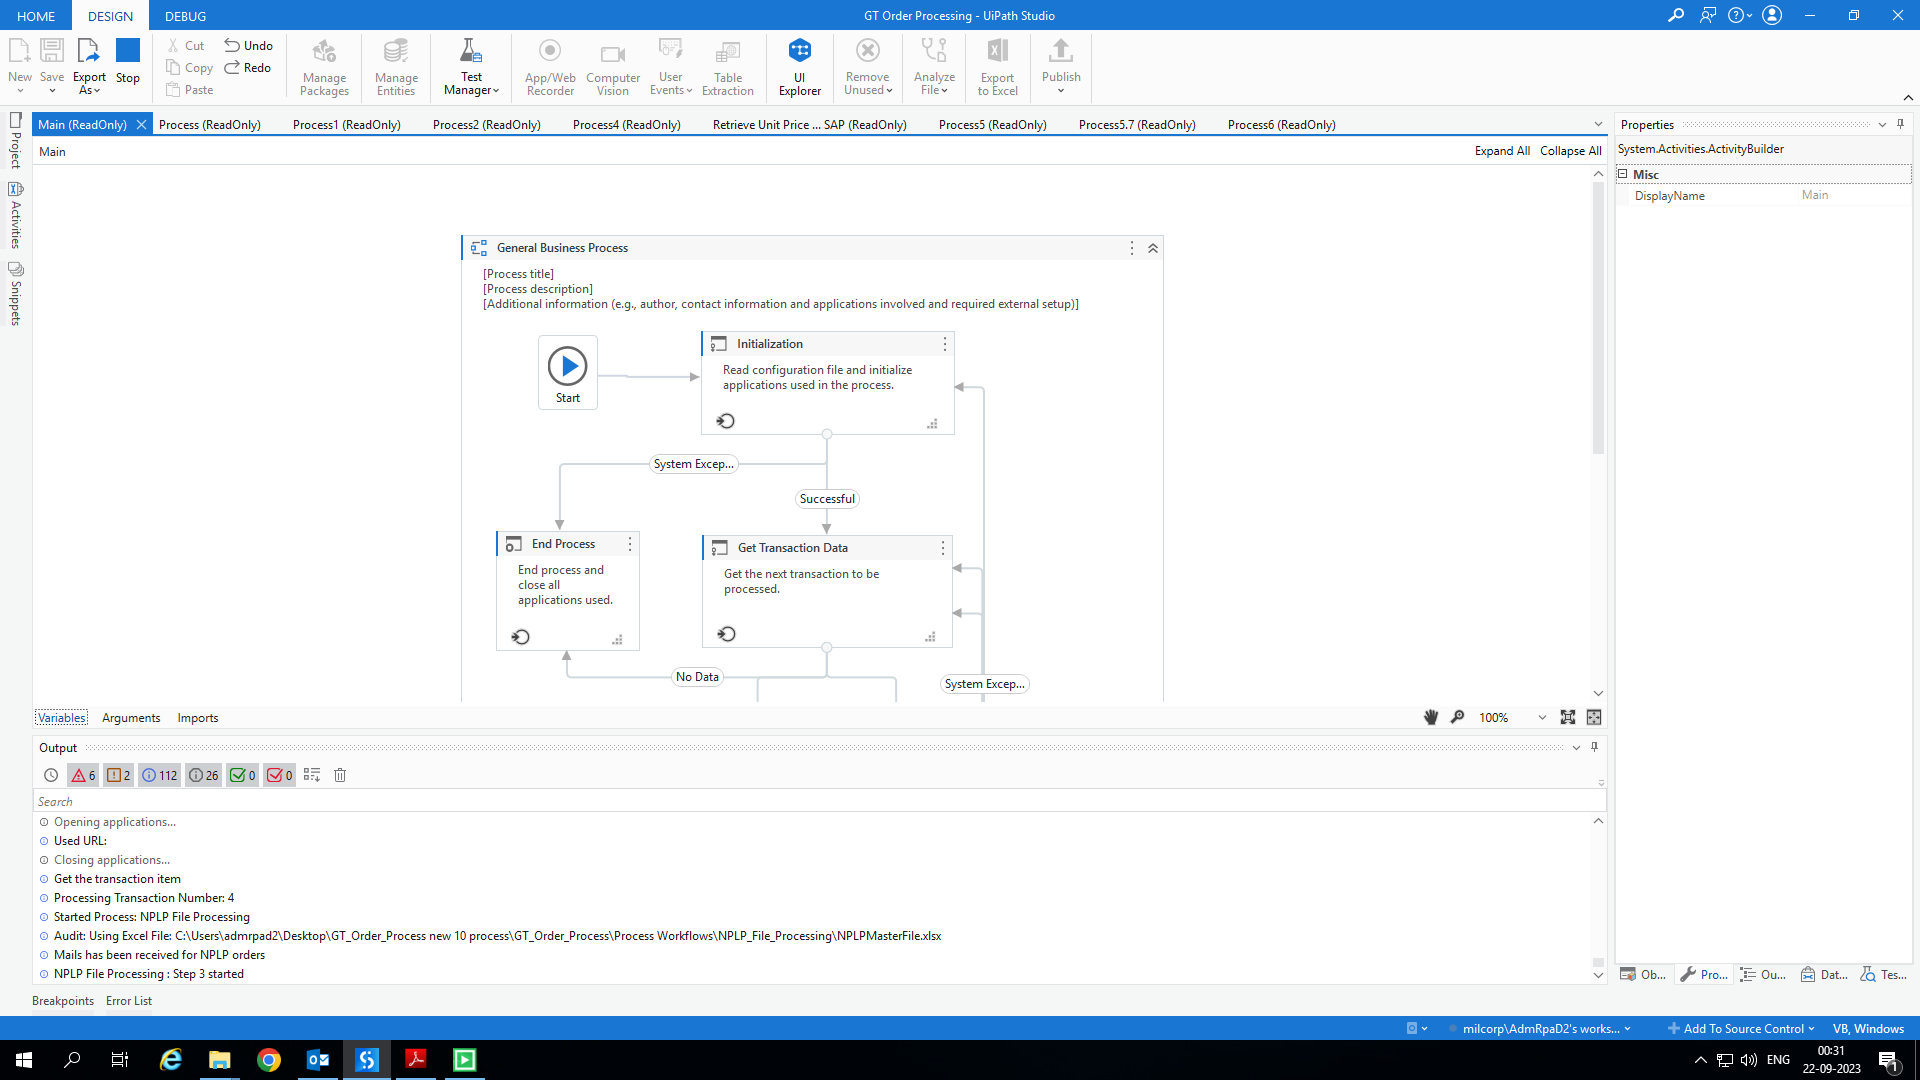 HOME DESIGN DEBUG GT Order Processing - UiPath Studio
New Save Export As Stop Cut Copy Paste Undo Redo Manage Packages Manage Entities Test Manager App/Web Recorder Computer Vision User Events Table Extraction UI Explorer Remove Unused Analyze File Export to Excel Publish
Main (ReadOnly) Process (ReadOnly) Process1 (ReadOnly) Process2 (ReadOnly) Process4 (ReadOnly) Retrieve Unit Price ... SAP (ReadOnly) Process5 (ReadOnly) Process5.7 (ReadOnly) Process6 (ReadOnly)
Project
Activities
Snippets
Main Expand All Collapse All
General Business Process
[Process title]
[Process description]
[Additional information (e.g., author, contact information and applications involved and required external setup)]
Start
Initialization
Read configuration file and initialize
applications used in the process.
System Excep...
Successful
End Process
End process and
close all
applications used.
Get Transaction Data
Get the next transaction to be
processed.
No Data
System Excep...
Variables Arguments Imports 100%
Properties
System.Activities.ActivityBuilder
Misc
DisplayName Main
Output
6 2 112 26 0 0
Search
Opening applications...
Used URL:
Closing applications...
Get the transaction item
Processing Transaction Number: 4
Started Process: NPLP File Processing
Audit: Using Excel File: C:\Users\admrpad2\Desktop\GT_Order_Process new 10 process\GT_Order_Process\Process Workflows\NPLP_File_Processing\NPLPMasterFile.xlsx
Mails has been received for NPLP orders
NPLP File Processing : Step 3 started
Ob... Pro... Ou... Dat... Tes...
Breakpoints Error List
milcorp\AdmRpaD2's works... Add To Source Control VB, Windows
ENG 00:31
22-09-2023
1